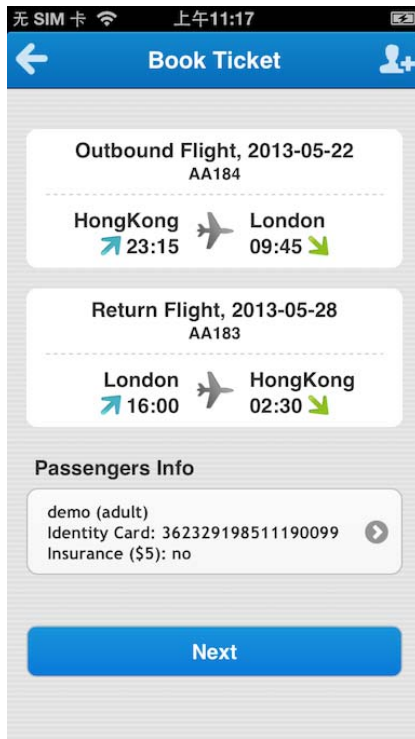 无 SIM 卡 上午11:17
Book Ticket
Outbound Flight, 2013-05-22
AA184
HongKong London
23:15 09:45
Return Flight, 2013-05-28
AA183
London HongKong
16:00 02:30
Passengers Info
demo (adult)
Identity Card: 362329198511190099
Insurance ($5): no
Next